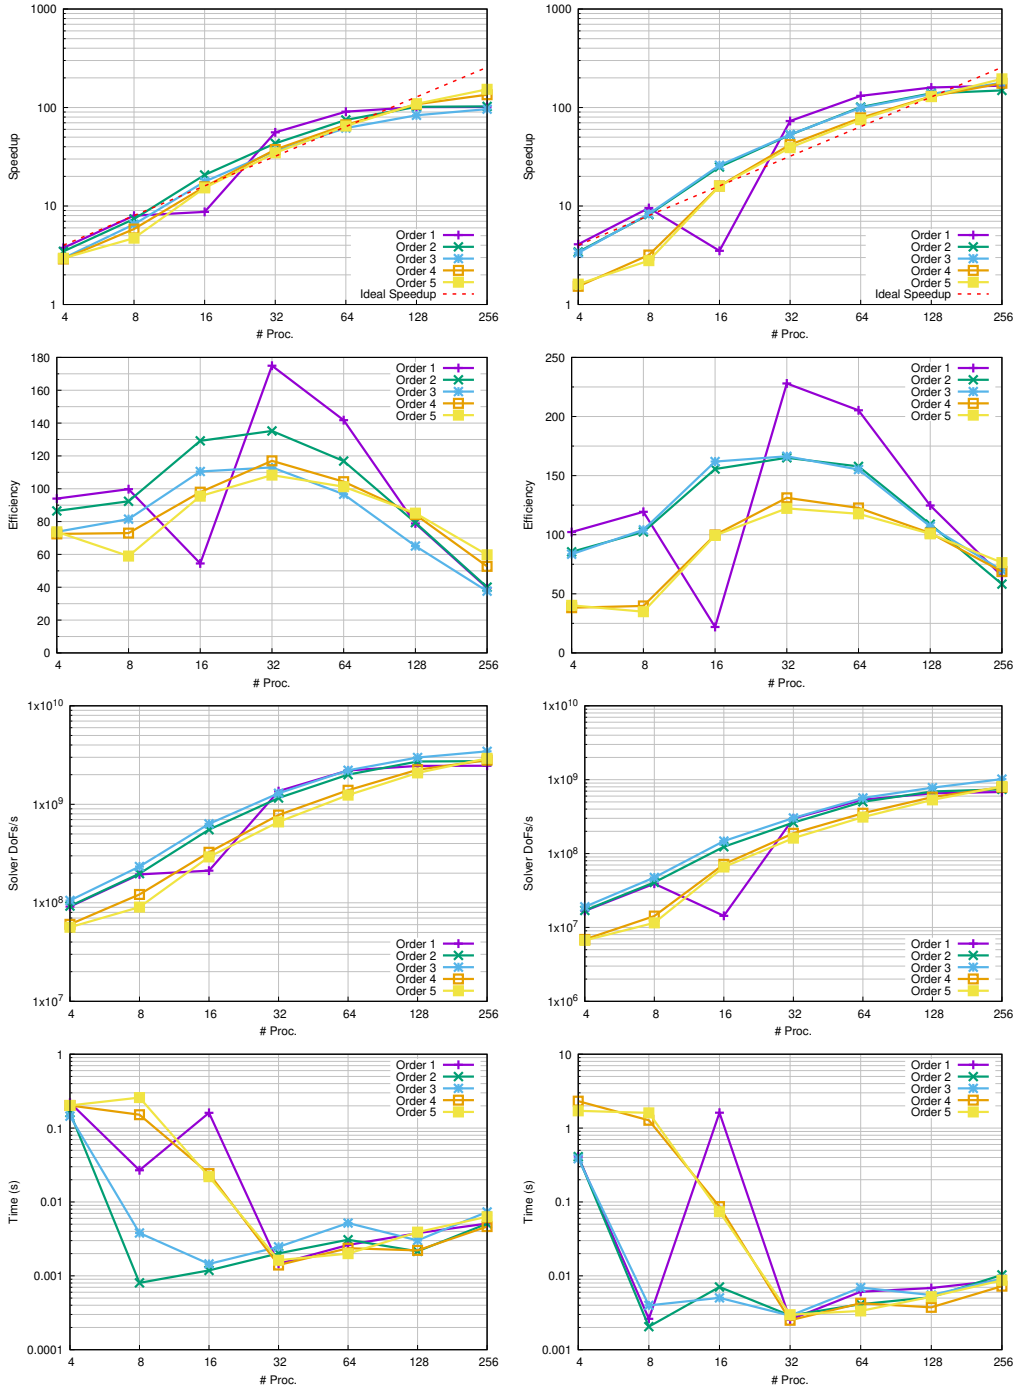 1000
100
10
1
Speedup
4 8 16 32 64 128 256
# Proc.
Order 1
Order 2
Order 3
Order 4
Order 5
Ideal Speedup
1000
100
10
1
Speedup
4 8 16 32 64 128 256
# Proc.
Order 1
Order 2
Order 3
Order 4
Order 5
Ideal Speedup
180
160
140
120
100
80
60
40
20
0
Efficiency
4 8 16 32 64 128 256
# Proc.
Order 1
Order 2
Order 3
Order 4
Order 5
250
200
150
100
50
0
Efficiency
4 8 16 32 64 128 256
# Proc.
Order 1
Order 2
Order 3
Order 4
Order 5
1x10^10
1x10^9
1x10^8
1x10^7
Solver DoFs/s
4 8 16 32 64 128 256
# Proc.
Order 1
Order 2
Order 3
Order 4
Order 5
1x10^10
1x10^9
1x10^8
1x10^7
1x10^6
Solver DoFs/s
4 8 16 32 64 128 256
# Proc.
Order 1
Order 2
Order 3
Order 4
Order 5
1
0.1
0.01
0.001
0.0001
Time (s)
4 8 16 32 64 128 256
# Proc.
Order 1
Order 2
Order 3
Order 4
Order 5
10
1
0.1
0.01
0.001
Time (s)
4 8 16 32 64 128 256
# Proc.
Order 1
Order 2
Order 3
Order 4
Order 5